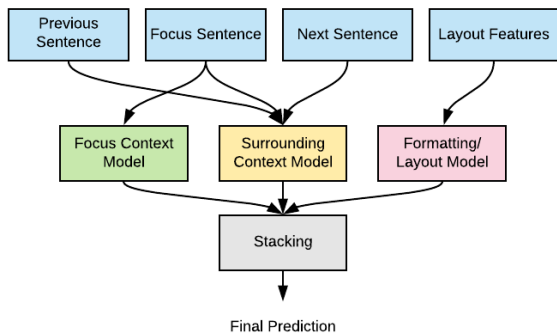 Previous
Sentence
Focus Sentence
Next Sentence
Layout Features
Focus Context
Model
Surrounding
Context Model
Formatting/
Layout Model
Stacking
Final Prediction